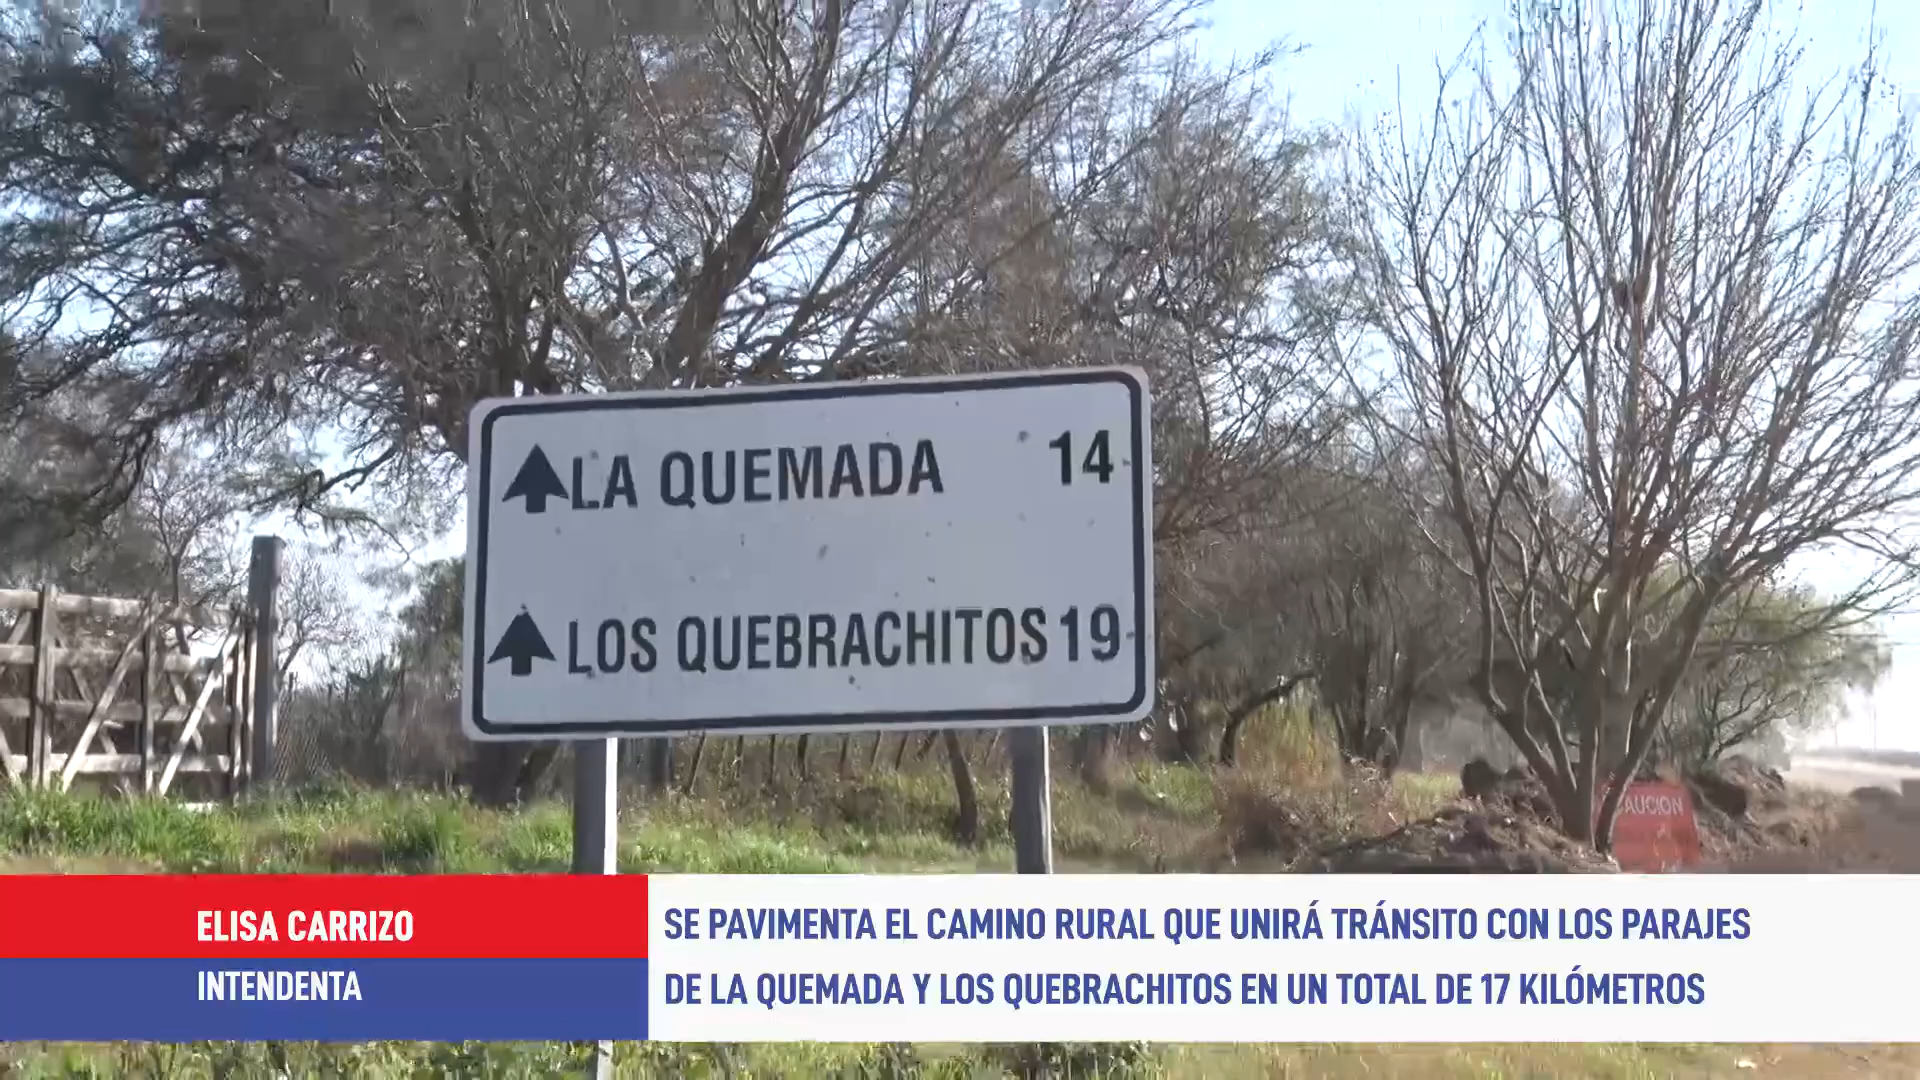 LA QUEMADA 14
LOS QUEBRACHITOS 19
AUCION
ELISA CARRIZO
INTENDENTA
SE PAVIMENTA EL CAMINO RURAL QUE UNIRÁ TRÁNSITO CON LOS PARAJES
DE LA QUEMADA Y LOS QUEBRACHITOS EN UN TOTAL DE 17 KILÓMETROS